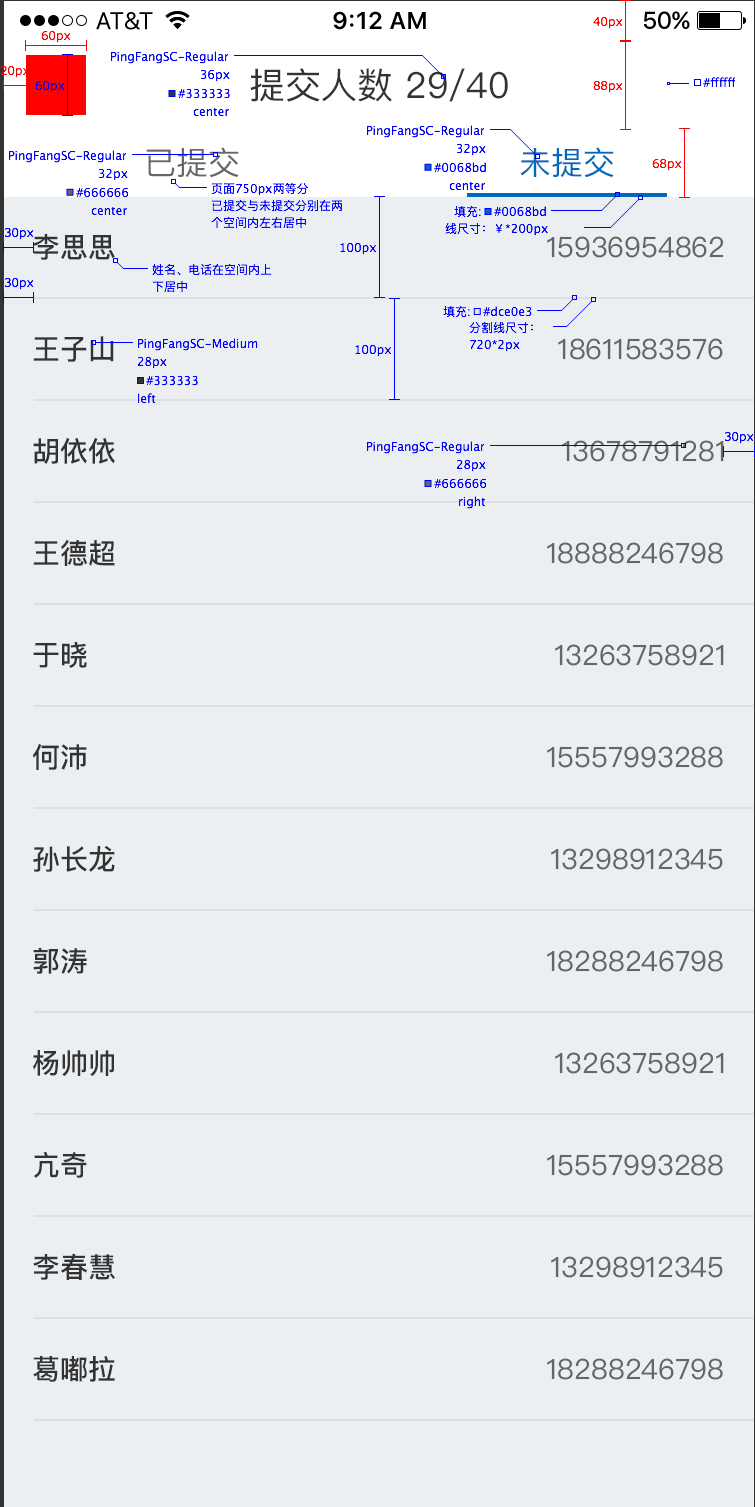 AT&T 9:12 AM 50%
40px
60px
20px
60px
PingFangSC-Regular
36px
#333333
center
提交人数 29/40
88px
#ffffff
PingFangSC-Regular
32px
#666666
center
已提交
PingFangSC-Regular
32px
#0068bd
center
未提交
68px
页面750px两等分
已提交与未提交分别在两
个空间内左右居中
填充: #0068bd
线尺寸: ¥*200px
30px
李思思
100px
15936954862
姓名、电话在空间内上
下居中
30px
填充: #dce0e3
分割线尺寸:
720*2px
王子山
PingFangSC-Medium
28px
#333333
left
100px
18611583576
胡依依
PingFangSC-Regular
28px
#666666
right
13678791281
30px
王德超 18888246798
于晓 13263758921
何沛 15557993288
孙长龙 13298912345
郭涛 18288246798
杨帅帅 13263758921
亢奇 15557993288
李春慧 13298912345
葛嘟拉 18288246798